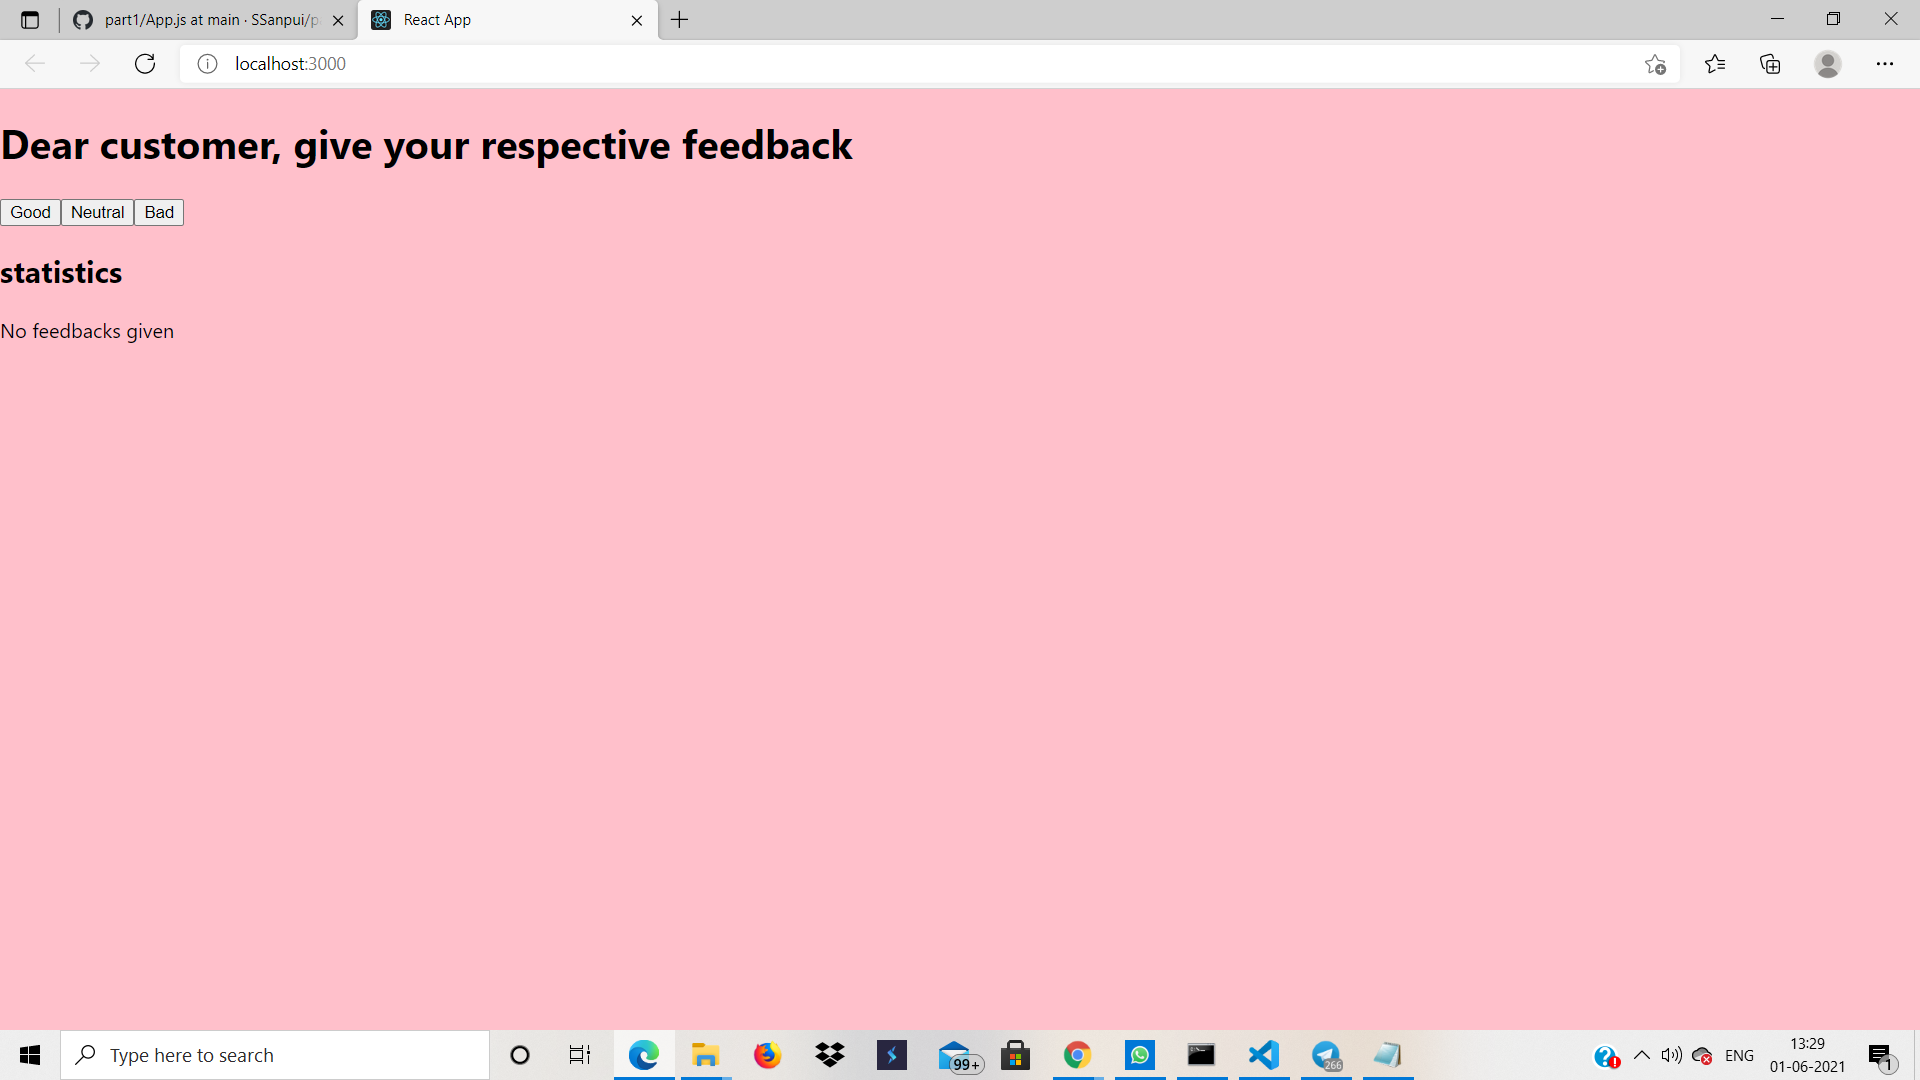 part1/App.js at main · SSanpui/p
React App
localhost:3000
Dear customer, give your respective feedback
Good Neutral Bad
statistics
No feedbacks given
Type here to search
99+
266
ENG
13:29
01-06-2021
1